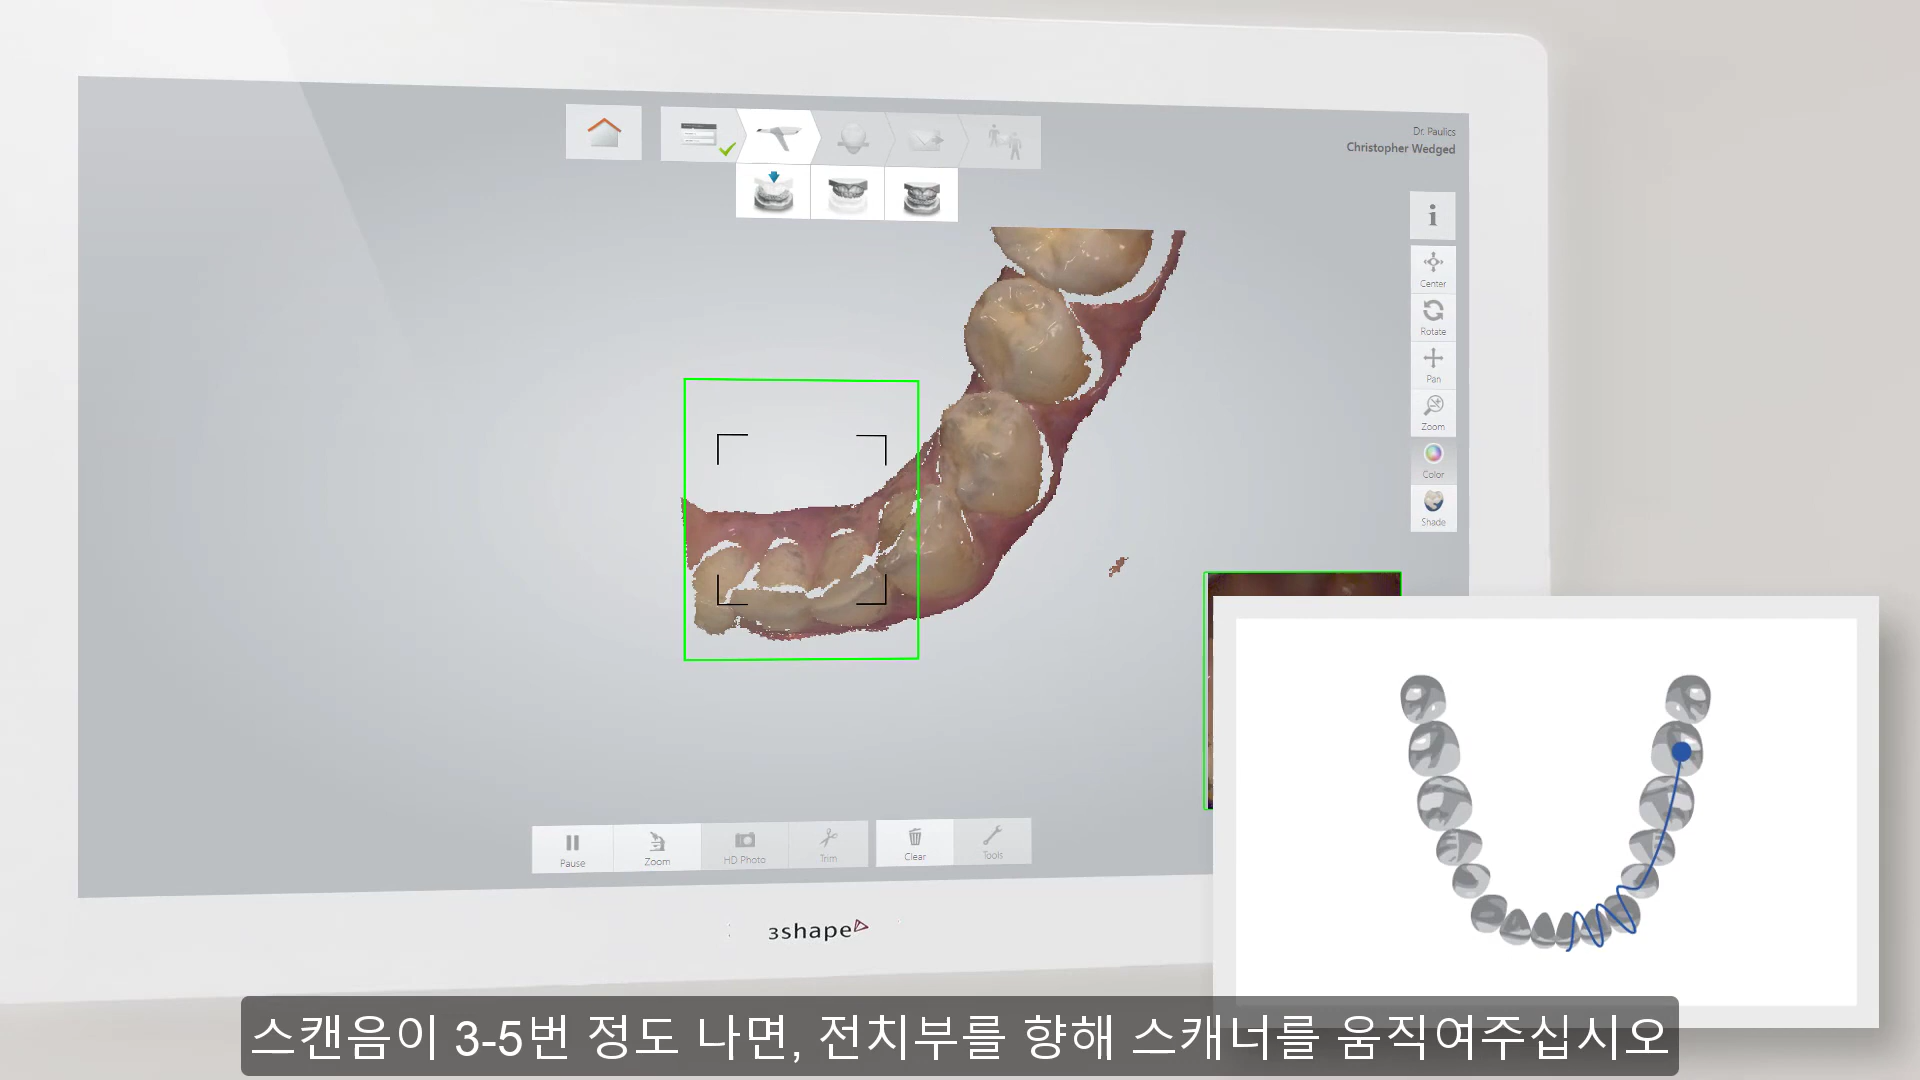 Dr. Paulics
Christopher Wedged
i
Center
Rotate
Pan
Zoom
Color
Shade
Pause
Zoom
HD Photo
Trim
Clear
Tools
3shape
스캔음이 3-5번 정도 나면, 전치부를 향해 스캐너를 움직여주십시오